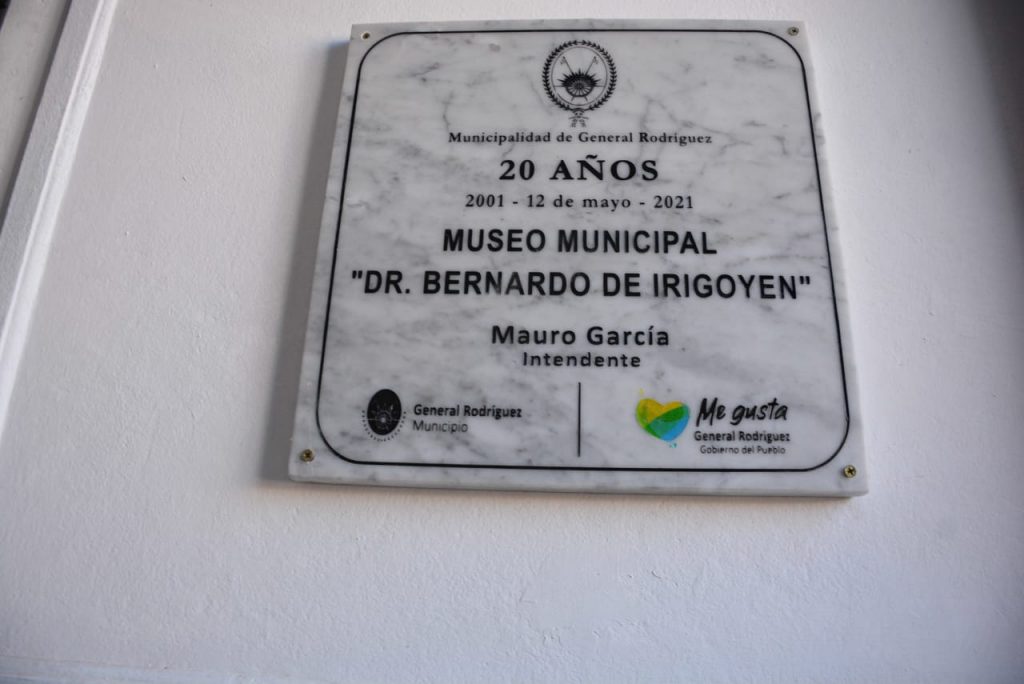 Municipalidad de General Rodríguez
20 AÑOS
2001 - 12 de mayo - 2021
MUSEO MUNICIPAL
"DR. BERNARDO DE IRIGOYEN"
Mauro García
Intendente
General Rodríguez
Municipio
Me gusta
General Rodríguez
Gobierno del Pueblo